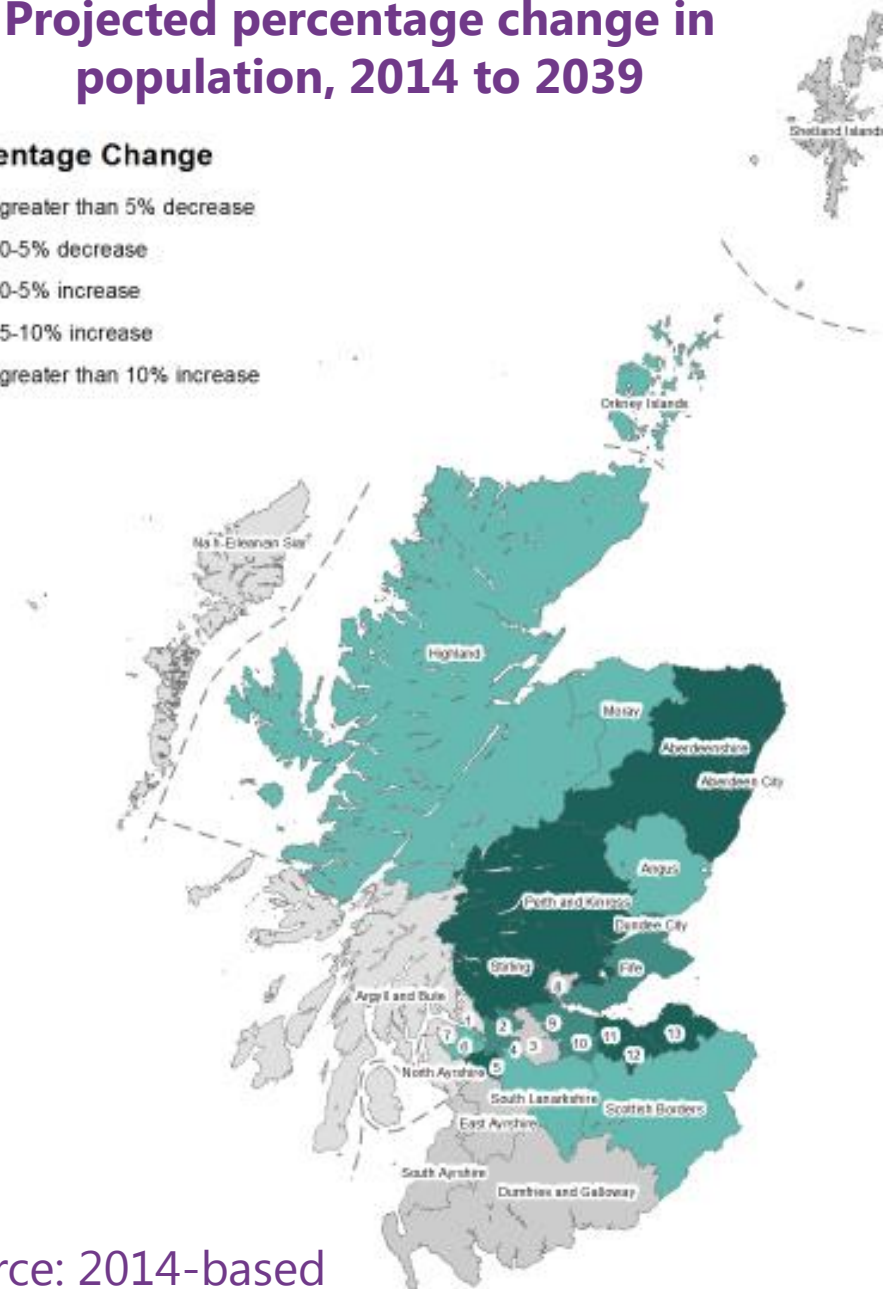 Projected percentage change in
population, 2014 to 2039
entage Change
greater than 5% decrease
0-5% decrease
0-5% increase
5-10% increase
greater than 10% increase
Shetland Islands
Orkney Islands
Na h-Eileanan Siar
Highland
Moray
Aberdeenshire
Aberdeen City
Angus
Perth and Kinross
Dundee City
Stirling
Fife
8
Argyll and Bute
1
2
9
7
6
4
3
10
11
13
12
5
North Ayrshire
South Lanarkshire
Scottish Borders
East Ayrshire
South Ayrshire
Dumfries and Galloway
rce: 2014-based